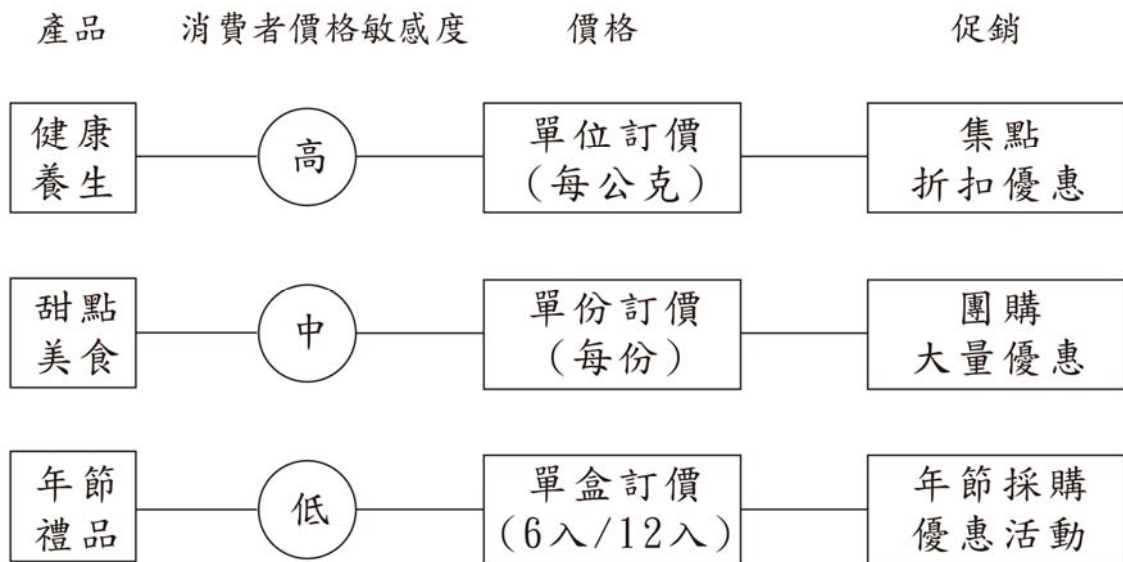 產品 消費者價格敏感度 價格 促銷
健康
養生
高
單位訂價
(每公克)
集點
折扣優惠
甜點
美食
中
單份訂價
(每份)
團購
大量優惠
年節
禮品
低
單盒訂價
(6入/12入)
年節採購
優惠活動